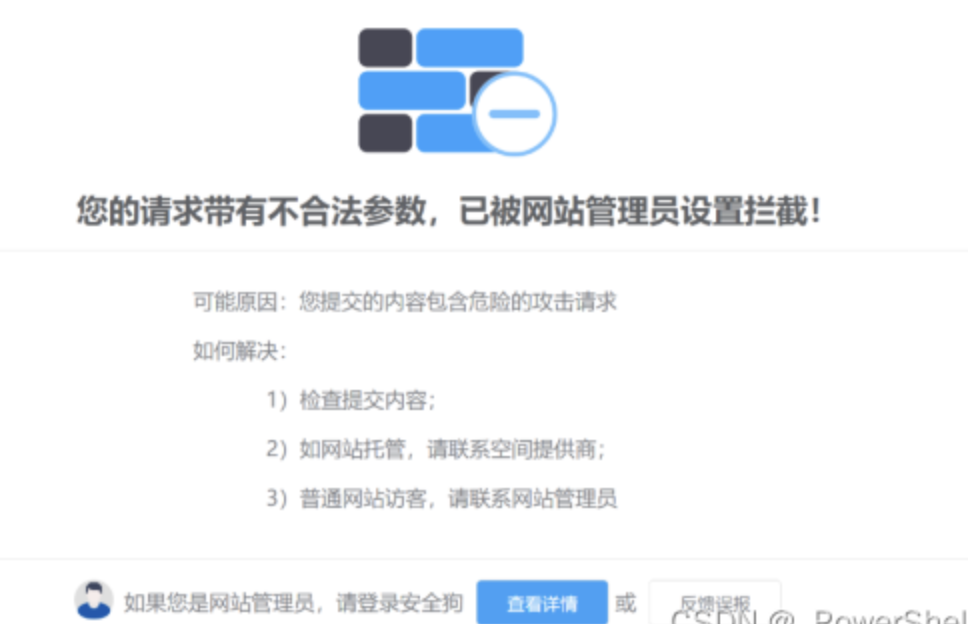 您的请求带有不合法参数，已被网站管理员设置拦截！
可能原因：您提交的内容包含危险的攻击请求
如何解决：
1）检查提交内容；
2）如网站托管，请联系空间提供商；
3）普通网站访客，请联系网站管理员
如果您是网站管理员，请登录安全狗 查看详情 或 反馈误报
CSDN @